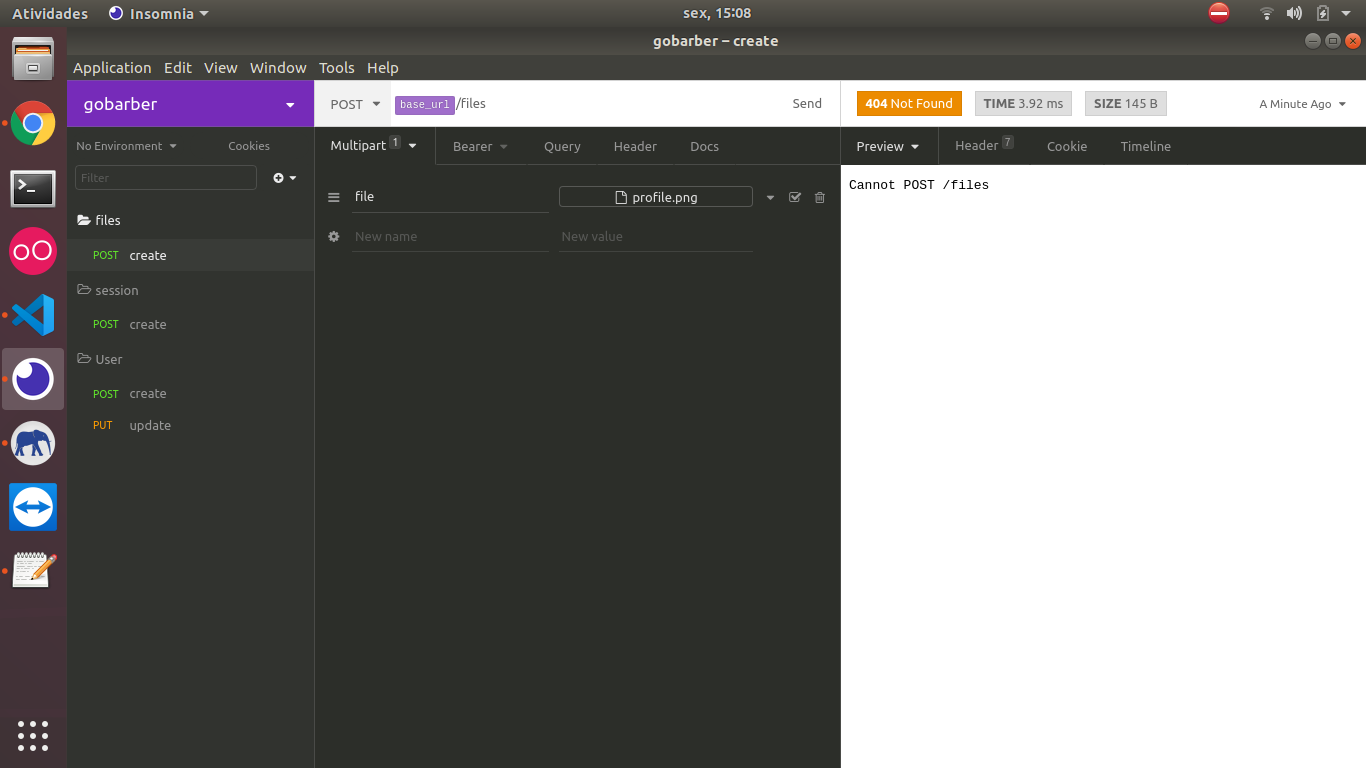 Atividades Insomnia sex, 15:08
gobarber – create
Application Edit View Window Tools Help
gobarber
POST base_url/files Send
404 Not Found TIME 3.92 ms SIZE 145 B A Minute Ago
No Environment Cookies
Multipart 1 Bearer Query Header Docs
Preview Header 7 Cookie Timeline
Filter
file profile.png
New name New value
Cannot POST /files
files
POST create
session
POST create
User
POST create
PUT update